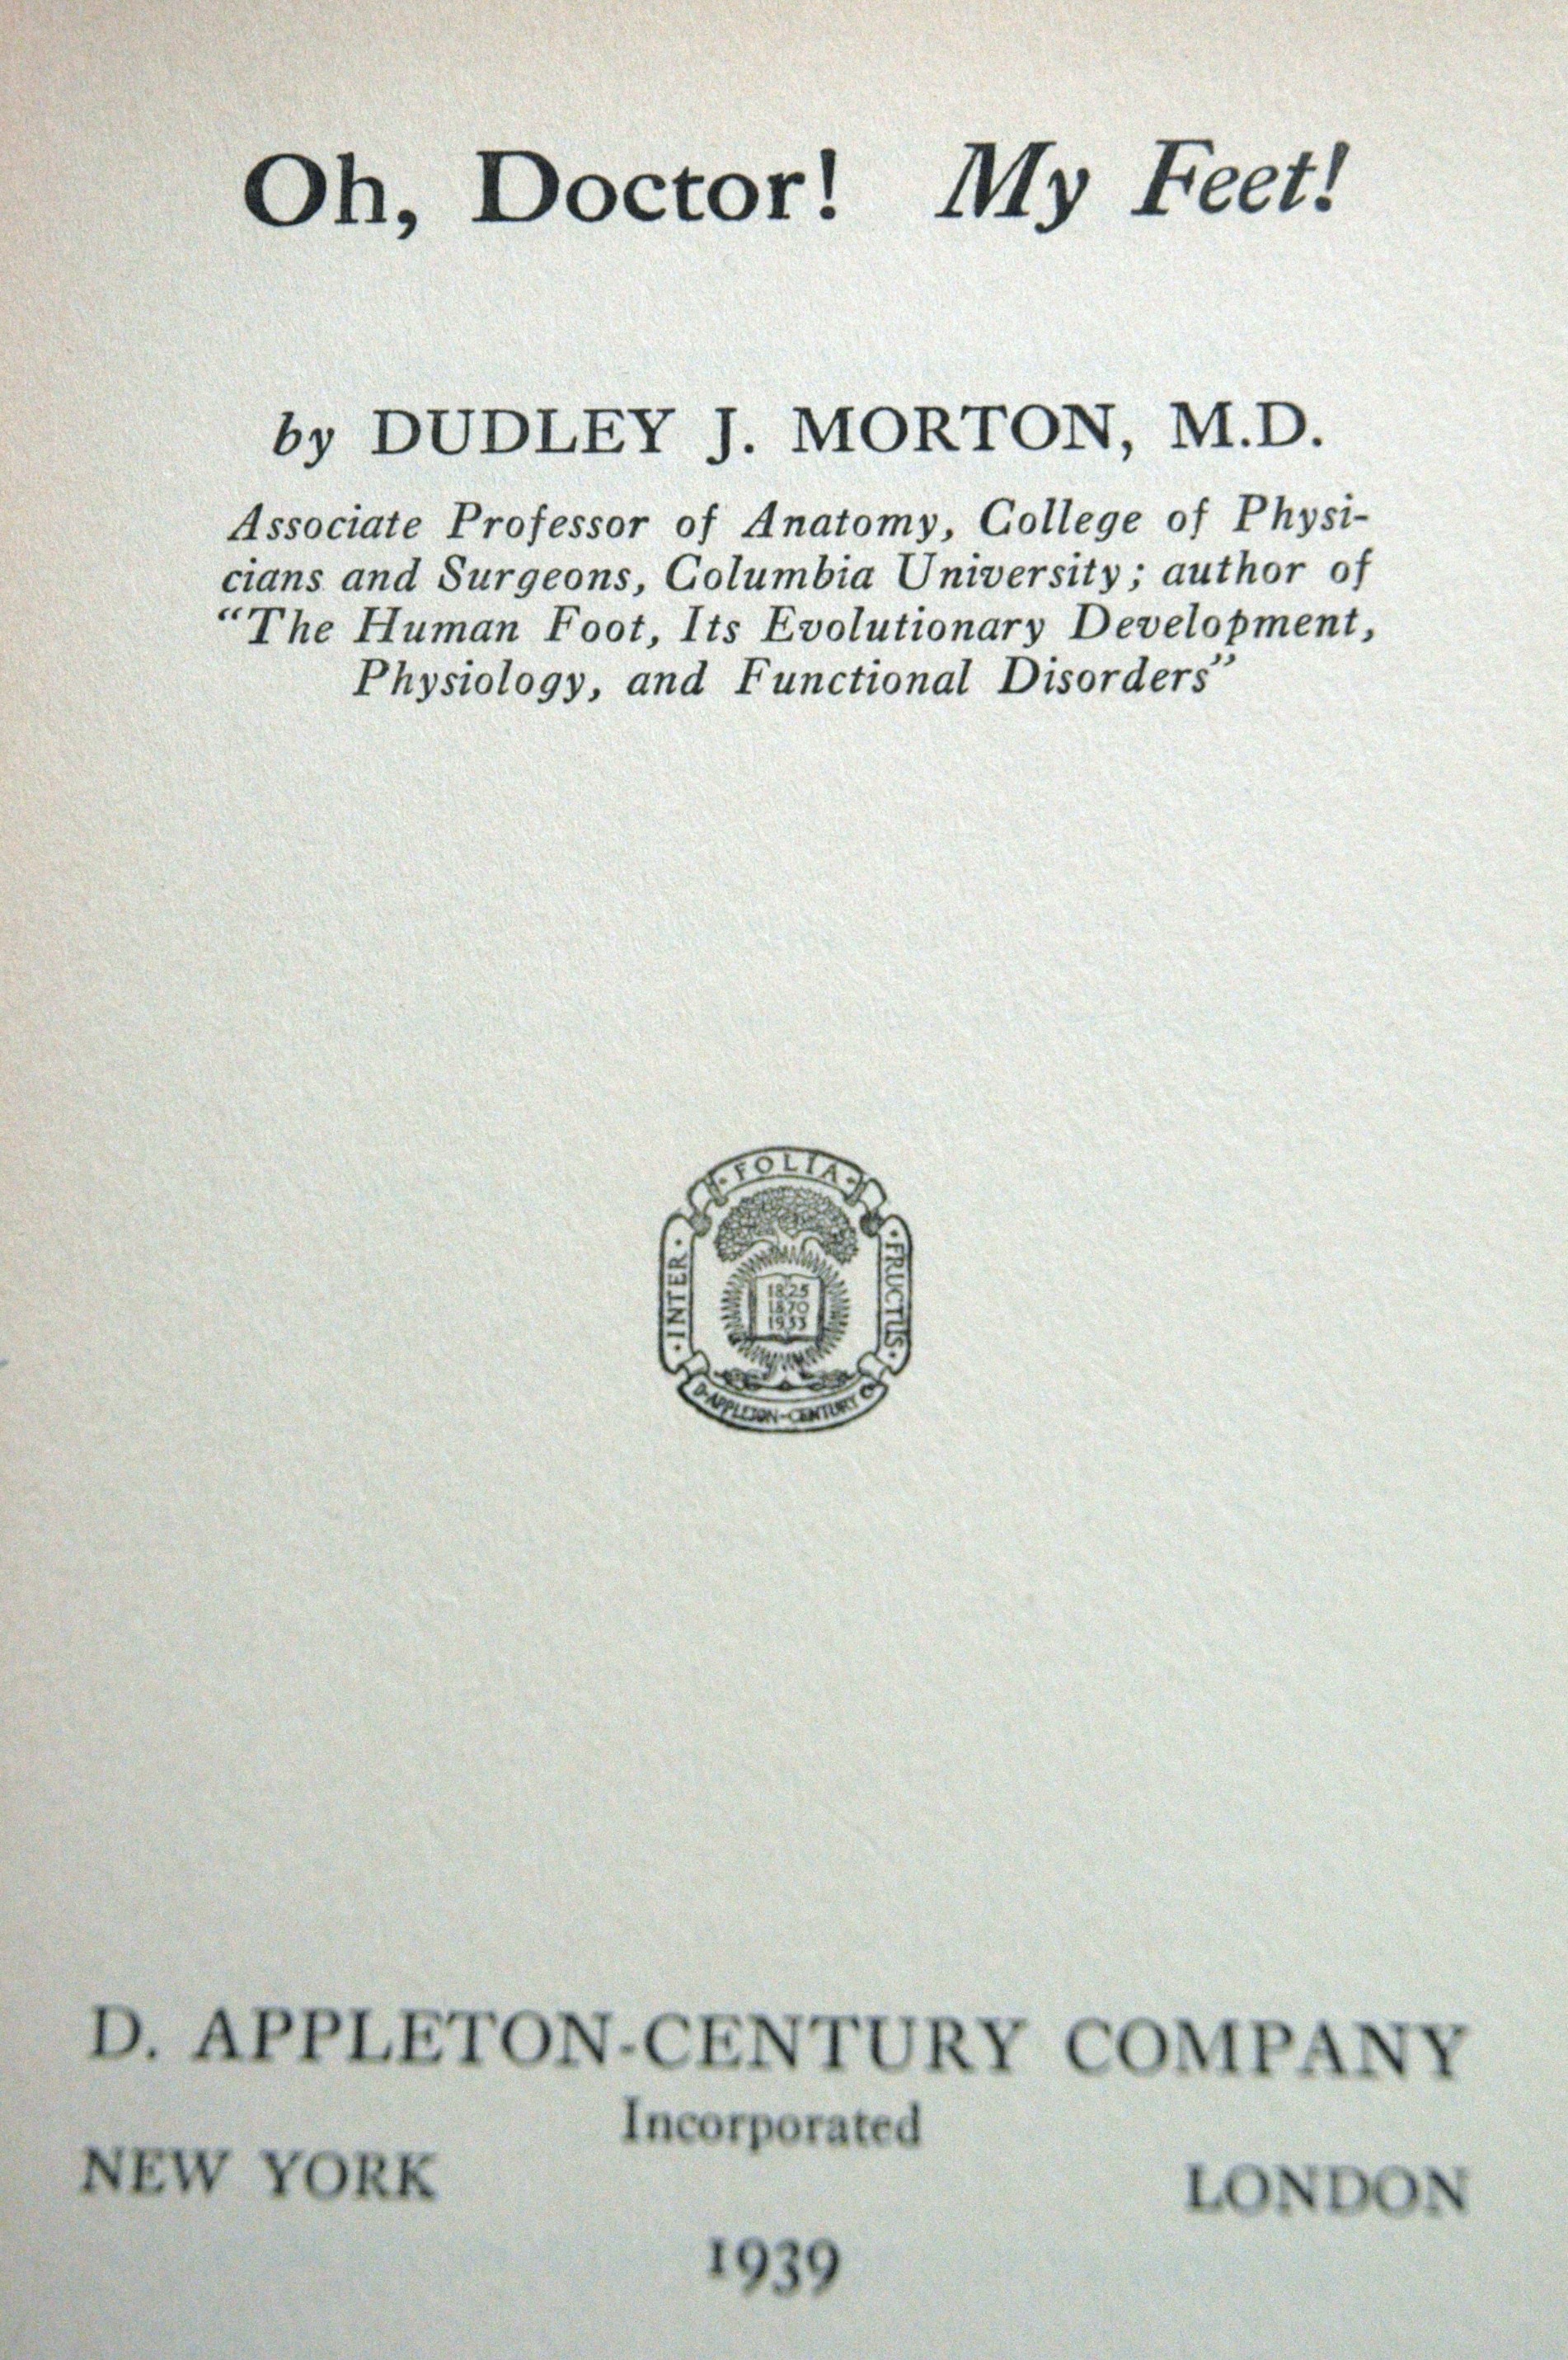 Oh, Doctor! My Feet!
by DUDLEY J. MORTON, M.D.
Associate Professor of Anatomy, College of Physi-
cians and Surgeons, Columbia University; author of
“The Human Foot, Its Evolutionary Development,
Physiology, and Functional Disorders”
·FOLIA·
·INTER·
·FRUCTUS·
1825
1870
1933
D·APPLETON-CENTURY CO
D. APPLETON-CENTURY COMPANY
Incorporated
NEW YORK LONDON
1939